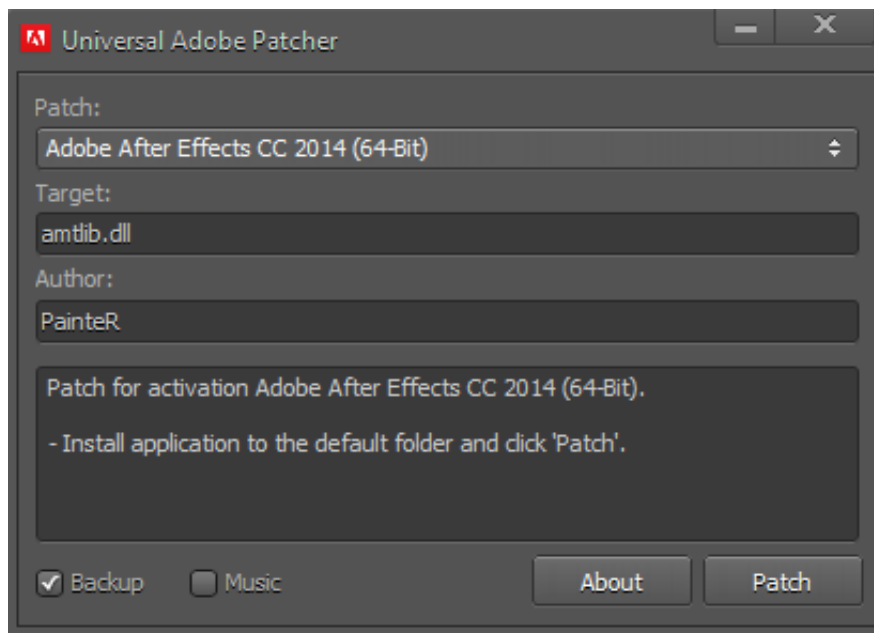 Universal Adobe Patcher
Patch:
Adobe After Effects CC 2014 (64-Bit)
Target:
amtlib.dll
Author:
PainteR
Patch for activation Adobe After Effects CC 2014 (64-Bit).
- Install application to the default folder and click 'Patch'.
Backup
Music
About
Patch